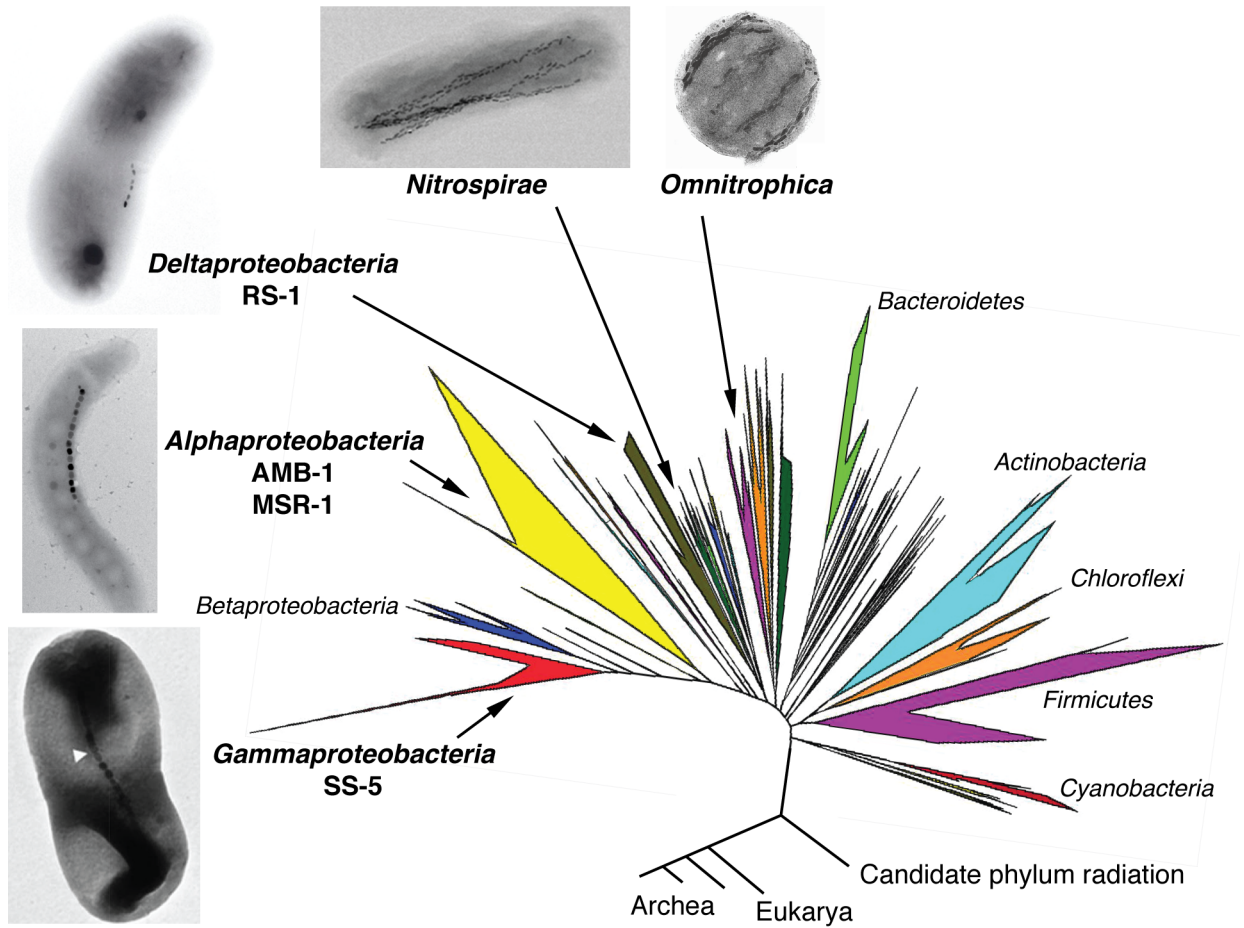 Nitrospirae
Omnitrophica
Deltaproteobacteria
RS-1
Bacteroidetes
Alphaproteobacteria
AMB-1
MSR-1
Actinobacteria
Chloroflexi
Betaproteobacteria
Firmicutes
Gammaproteobacteria
SS-5
Cyanobacteria
Candidate phylum radiation
Archea
Eukarya